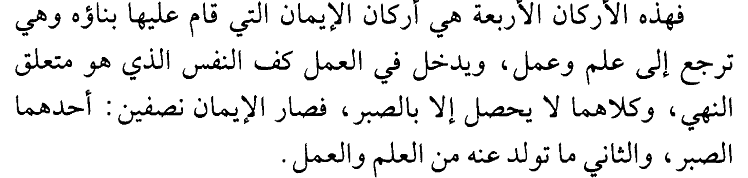 فهذه الأركان الأربعة هي أركان الإيمان التي قام عليها بناؤه وهي
ترجع إلى علم وعمل، ويدخل في العمل كف النفس الذي هو متعلق
النهي، وكلاهما لا يحصل إلا بالصبر، فصار الإيمان نصفين: أحدهما
الصبر، والثاني ما تولد عنه من العلم والعمل.